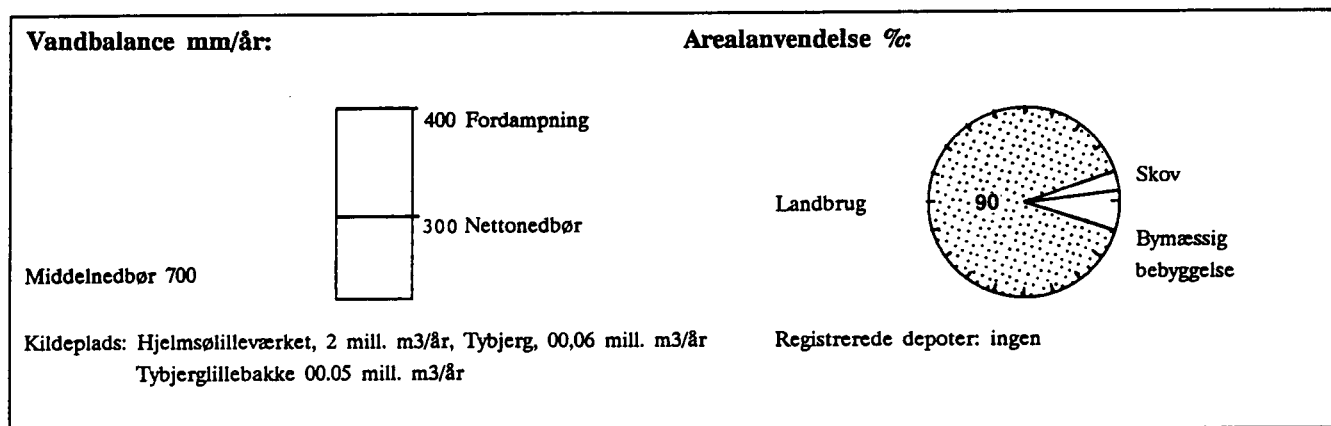 Vandbalance mm/år:
Arealanvendelse %:
400 Fordampning
300 Nettonedbør
Middelnedbør 700
Landbrug
90
Skov
Bymæssig
bebyggelse
Kildeplads: Hjelmsølilleværket, 2 mill. m3/år, Tybjerg, 00,06 mill. m3/år
Tybjerglillebakke 00.05 mill. m3/år
Registrerede depoter: ingen